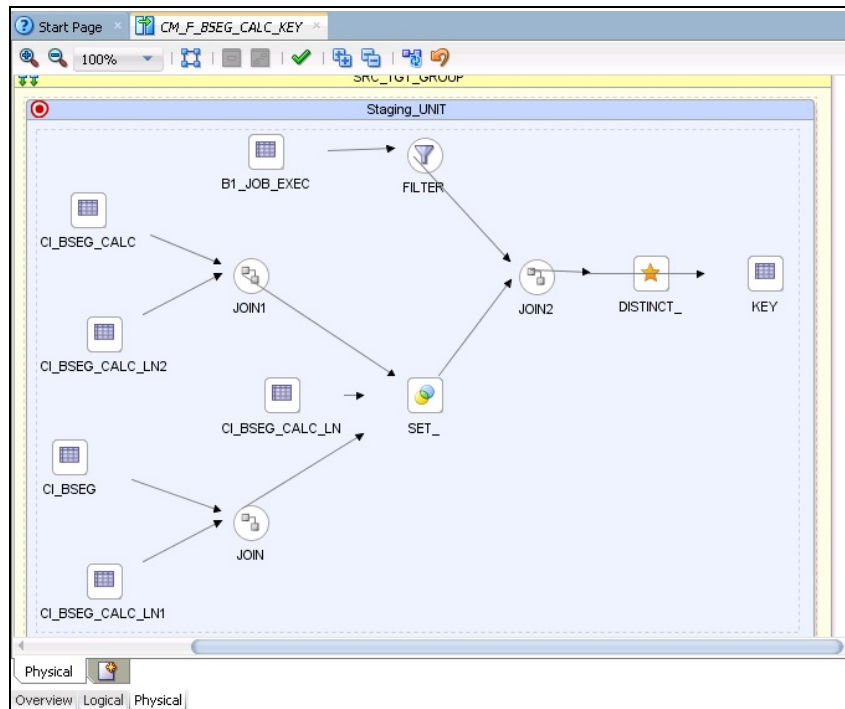 Start Page
CM_F_BSEG_CALC_KEY
100%
SRC_TGT_GROUP
Staging_UNIT
B1_JOB_EXEC
FILTER
CI_BSEG_CALC
JOIN1
JOIN2
DISTINCT_
KEY
CI_BSEG_CALC_LN2
CI_BSEG_CALC_LN
SET_
CI_BSEG
JOIN
CI_BSEG_CALC_LN1
Physical
Overview Logical Physical